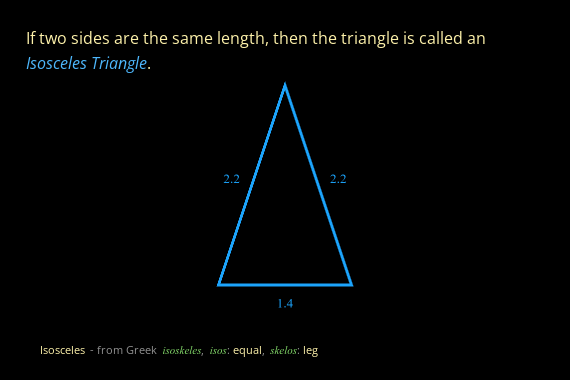 If two sides are the same length, then the triangle is called an
Isosceles Triangle.
2.2
2.2
1.4
Isosceles - from Greek isoskeles, isos: equal, skelos: leg